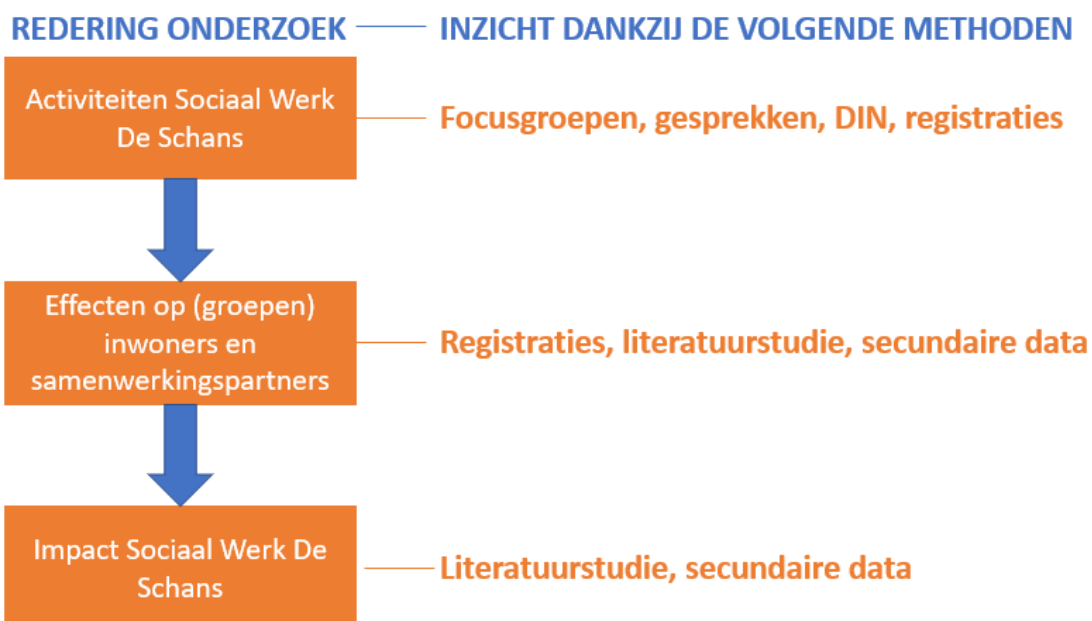 REDERING ONDERZOEK
INZICHT DANKZIJ DE VOLGENDE METHODEN
Activiteiten Sociaal Werk
De Schans
Focusgroepen, gesprekken, DIN, registraties
Effecten op (groepen)
inwoners en
samenwerkingspartners
Registraties, literatuurstudie, secundaire data
Impact Sociaal Werk De
Schans
Literatuurstudie, secundaire data